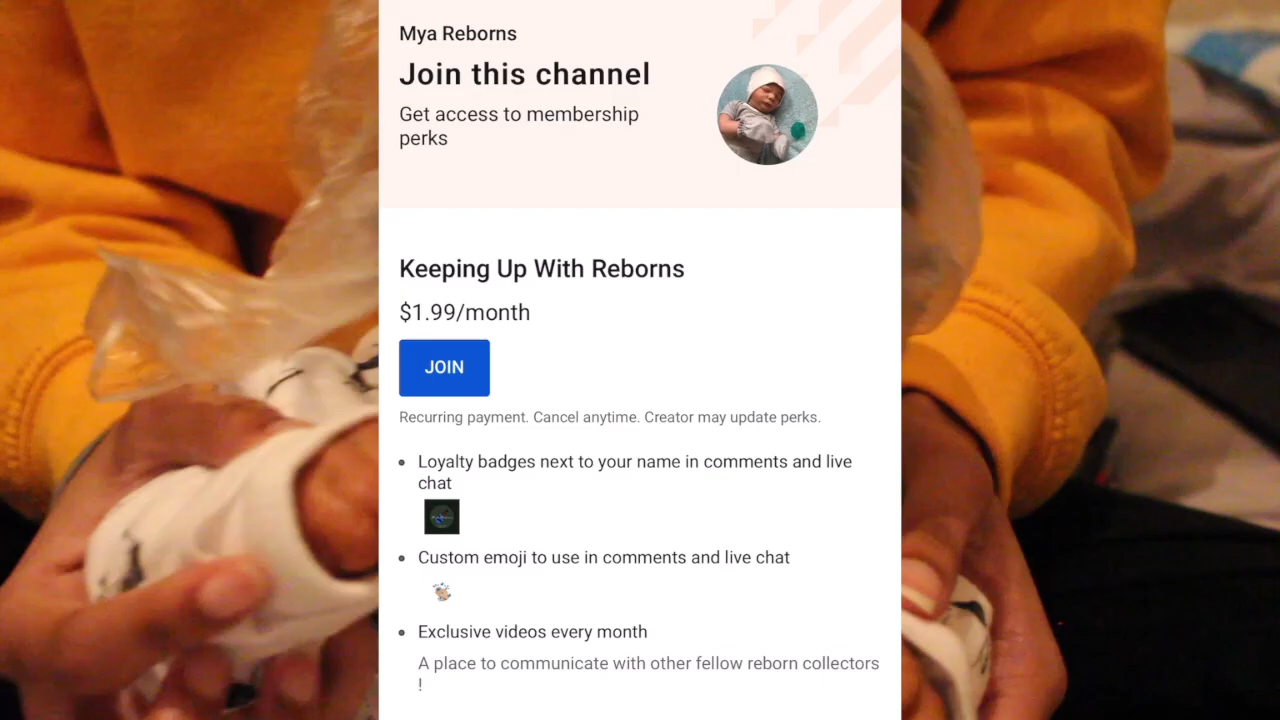 Mya Reborns
Join this channel
Get access to membership
perks
Keeping Up With Reborns
$1.99/month
JOIN
Recurring payment. Cancel anytime. Creator may update perks.
Loyalty badges next to your name in comments and live
chat
Custom emoji to use in comments and live chat
Exclusive videos every month
A place to communicate with other fellow reborn collectors
!